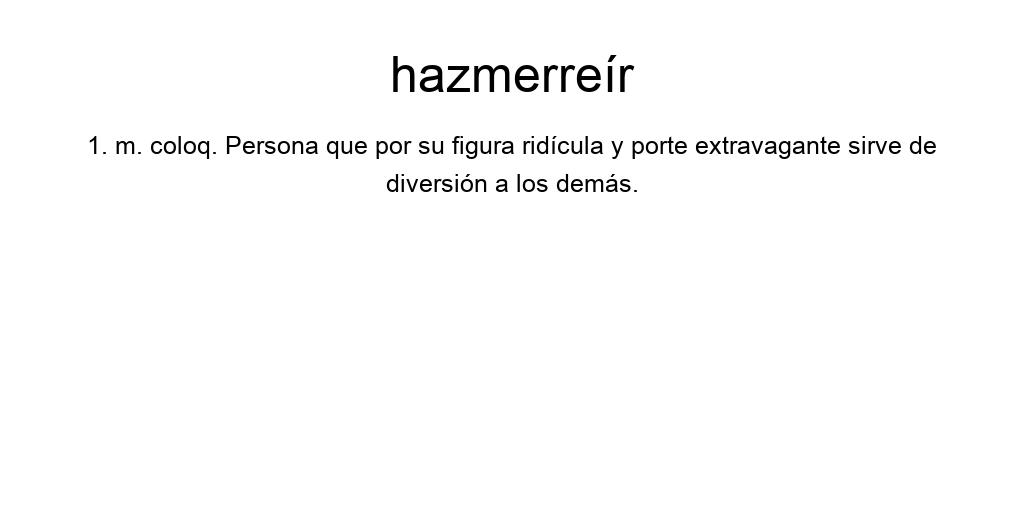 hazmerreír
1. m. coloq. Persona que por su figura ridícula y porte extravagante sirve de
diversión a los demás.